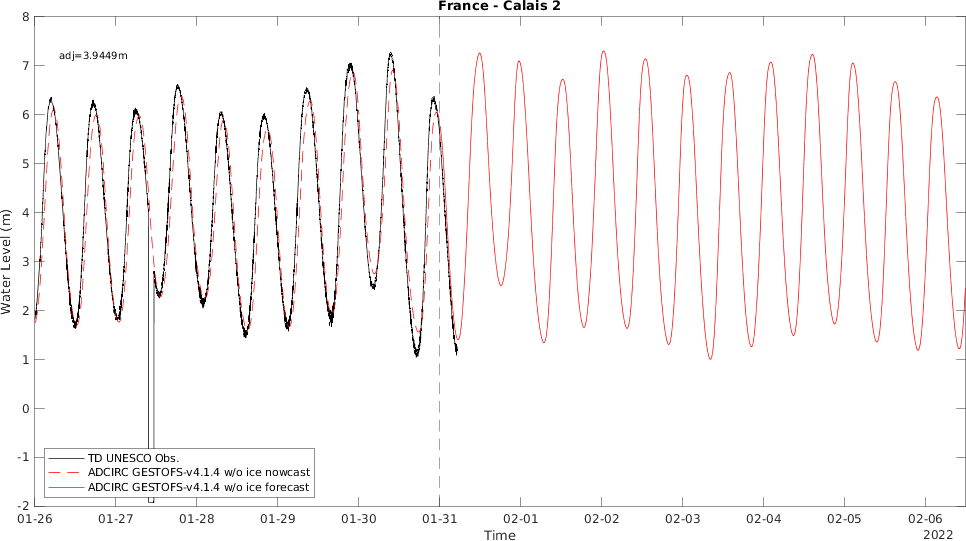 France - Calais 2
adj=3.9449m
Water Level (m)
8
7
6
5
4
3
2
1
0
-1
-2
TD UNESCO Obs.
ADCIRC GESTOFS-v4.1.4 w/o ice nowcast
ADCIRC GESTOFS-v4.1.4 w/o ice forecast
01-26 01-27 01-28 01-29 01-30 01-31 02-01 02-02 02-03 02-04 02-05 02-06
Time
2022